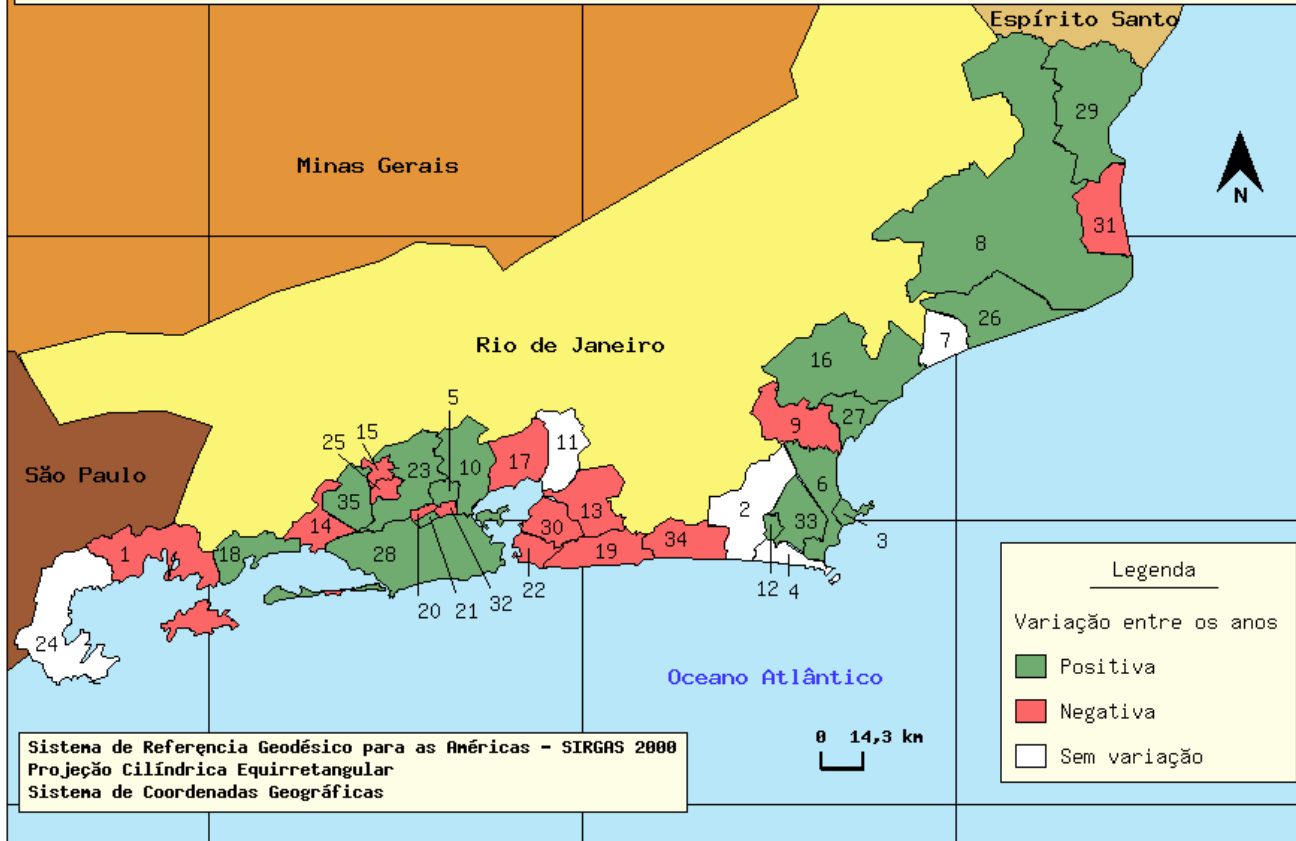 Espírito Santo
29
Minas Gerais
N
31
8
26
7
Rio de Janeiro
16
5
27
15
9
25
11
17
23
10
São Paulo
6
35
2
14
13
30
33
1
18
28
19
34
3
22
12
4
20
21
32
24
Legenda
Variação entre os anos
Positiva
Negativa
Sem variação
Oceano Atlântico
0 14,3 km
Sistema de Referência Geodésico para as Américas - SIRGAS 2000
Projeção Cilíndrica Equirretangular
Sistema de Coordenadas Geográficas